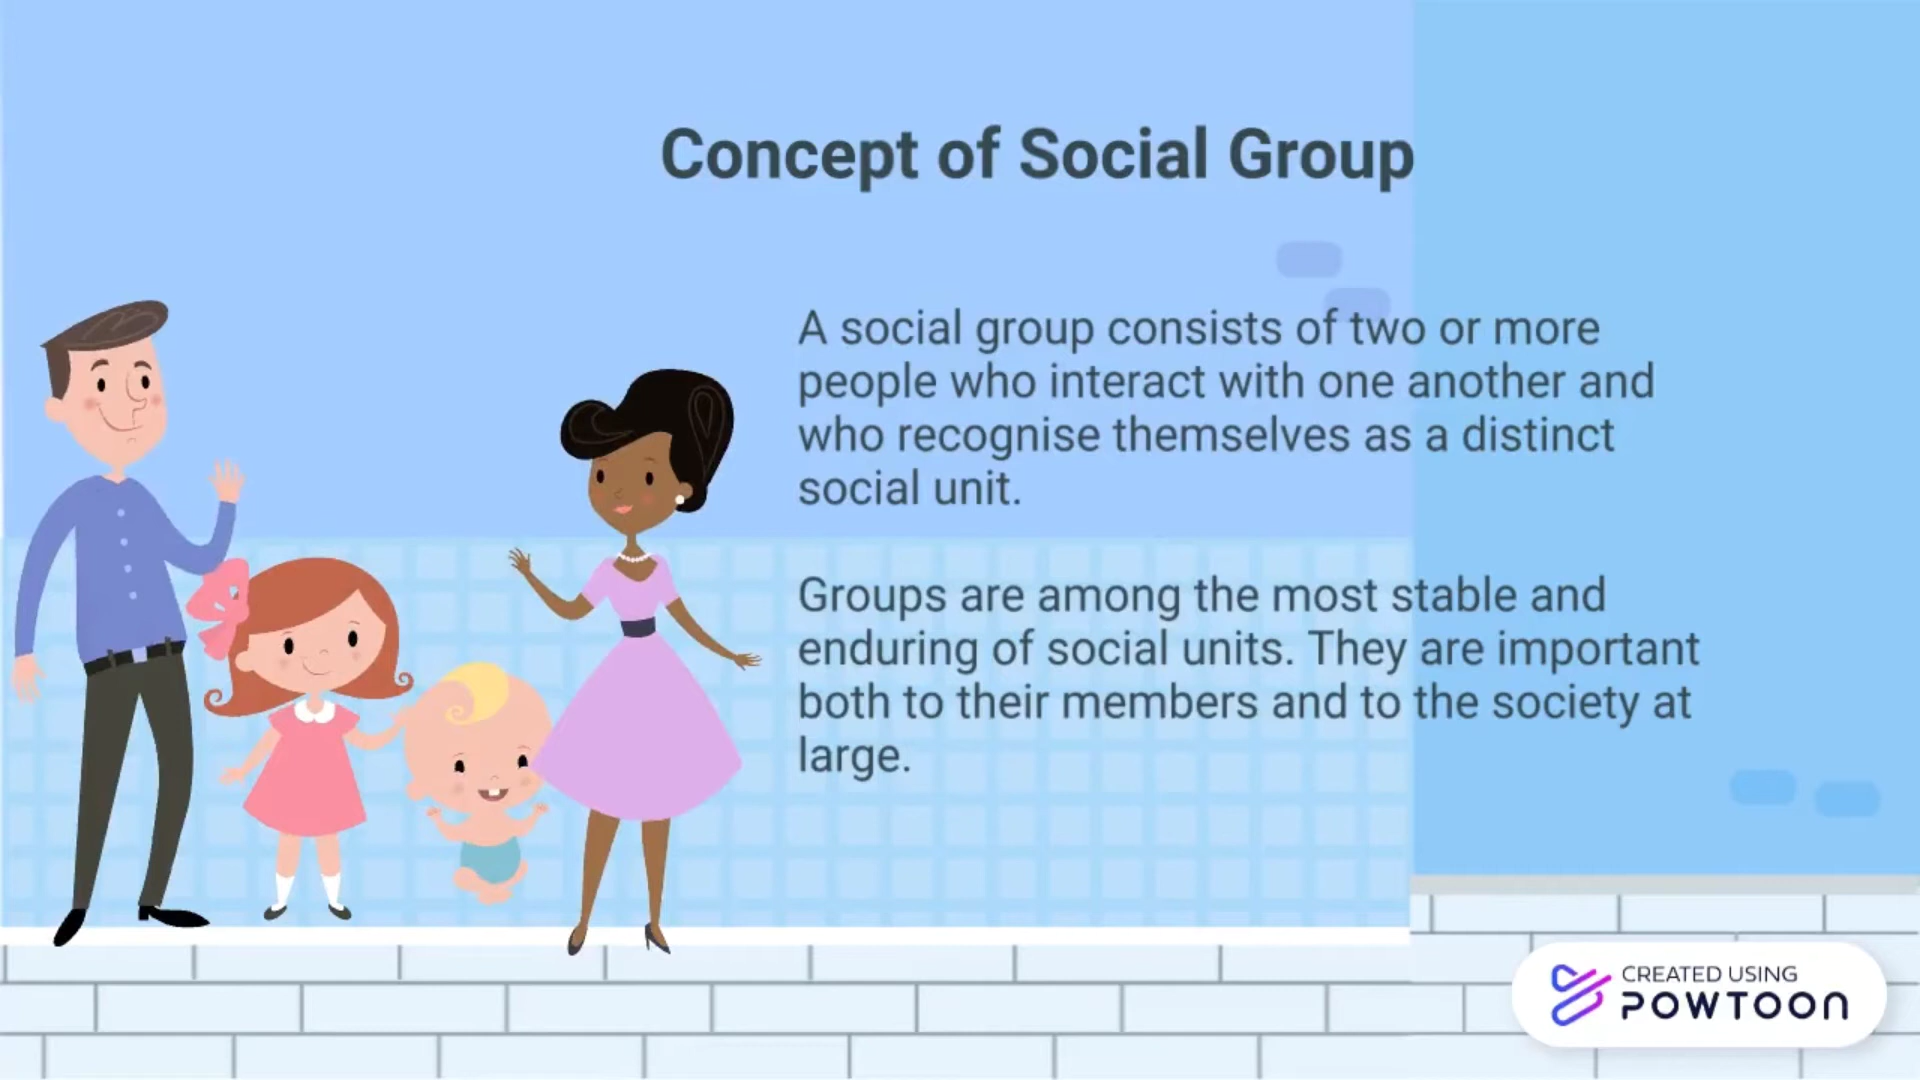 Concept of Social Group
A social group consists of two or more
people who interact with one another and
who recognise themselves as a distinct
social unit.
Groups are among the most stable and
enduring of social units. They are important
both to their members and to the society at
large.
CREATED USING
POWTOON